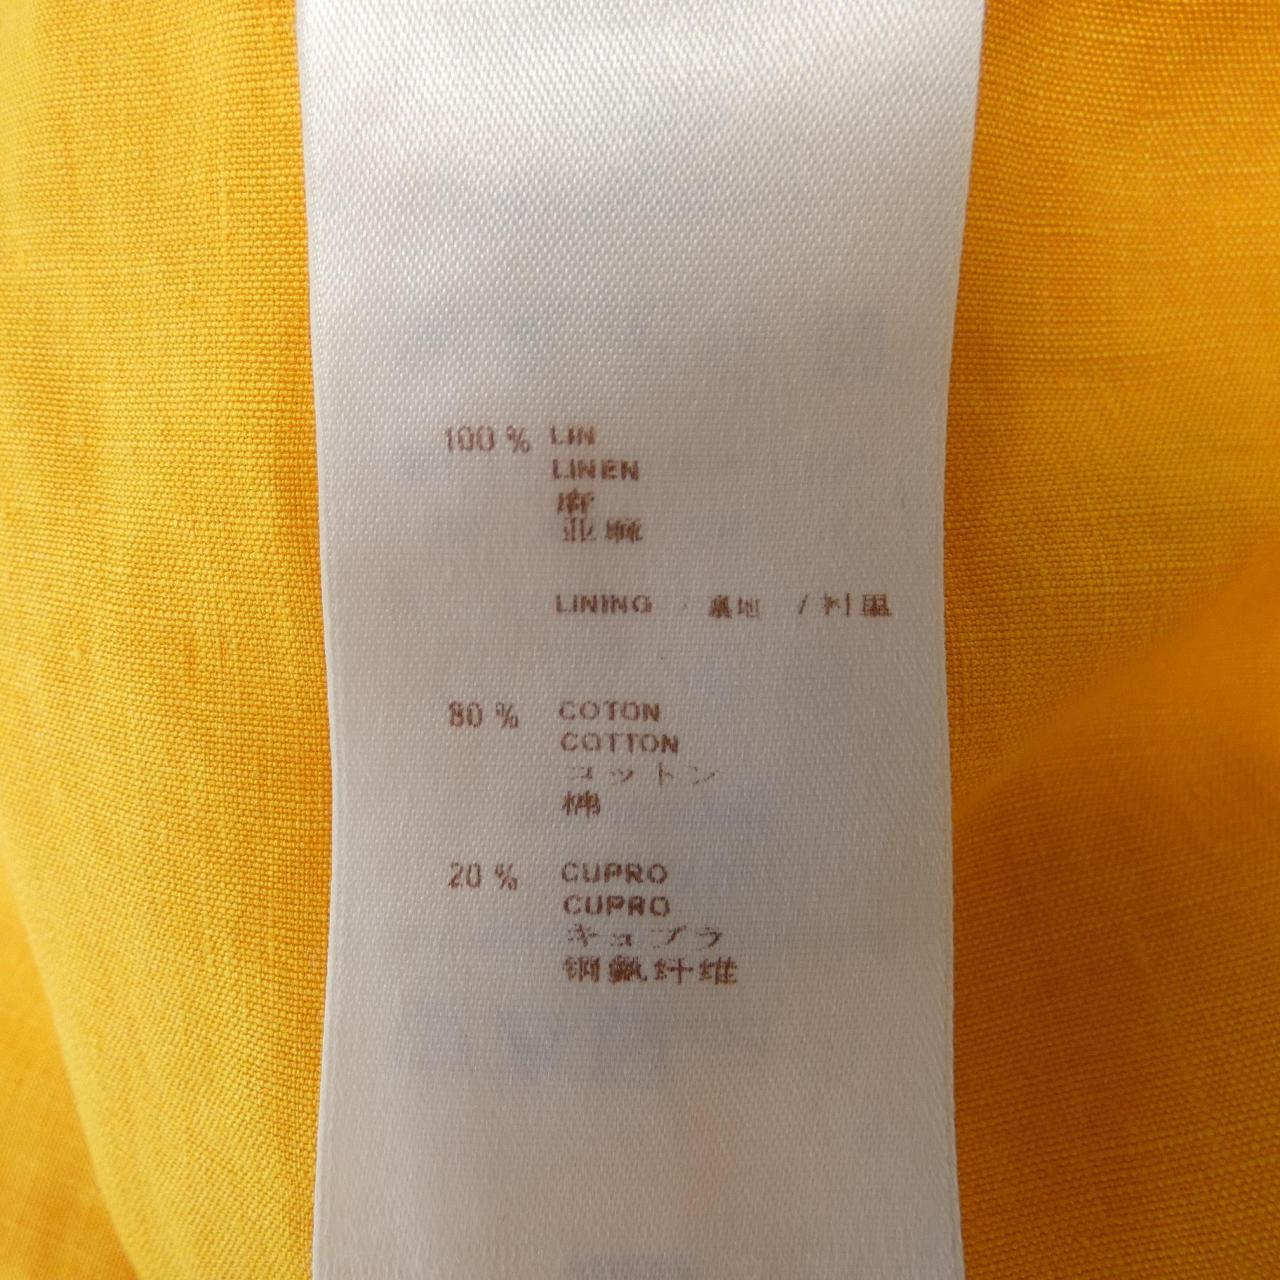 100 % LIN
LINEN
麻
亚麻
LINING / 裏地 / 衬里
80 % COTON
COTTON
コットン
棉
20 % CUPRO
CUPRO
キュプラ
铜氨纤维